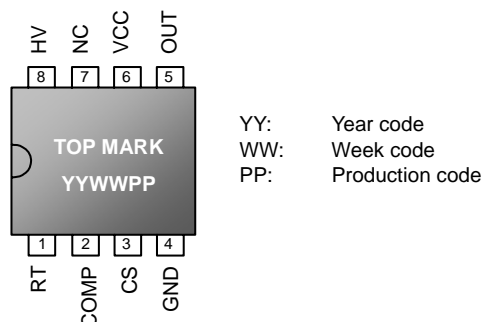 HV NC VCC OUT
8 7 6 5
TOP MARK
YYWWPP
1 2 3 4
RT COMP CS GND
YY: Year code
WW: Week code
PP: Production code